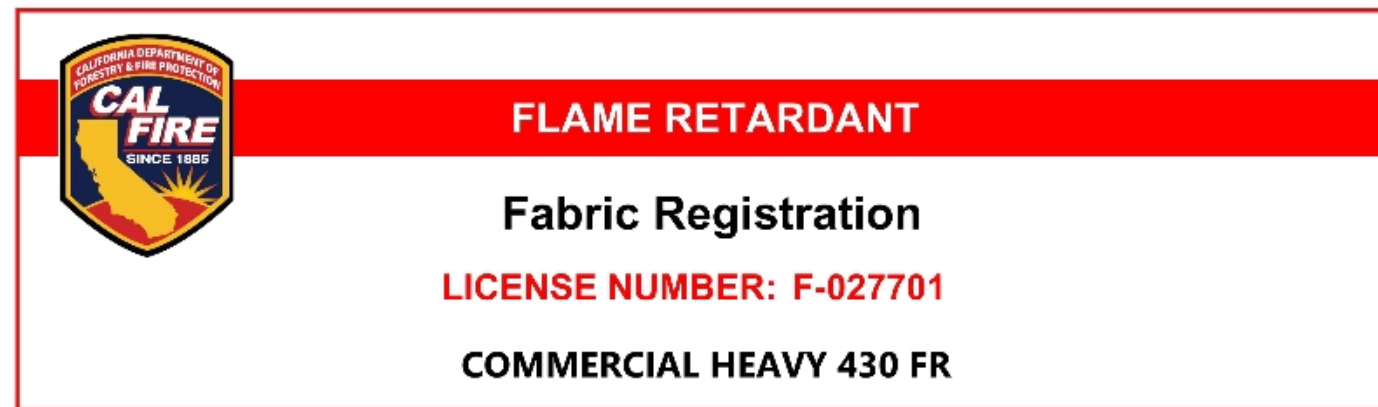 CALIFORNIA DEPARTMENT OF
FORESTRY & FIRE PROTECTION
CAL
FIRE
SINCE 1885
FLAME RETARDANT
Fabric Registration
LICENSE NUMBER: F-027701
COMMERCIAL HEAVY 430 FR